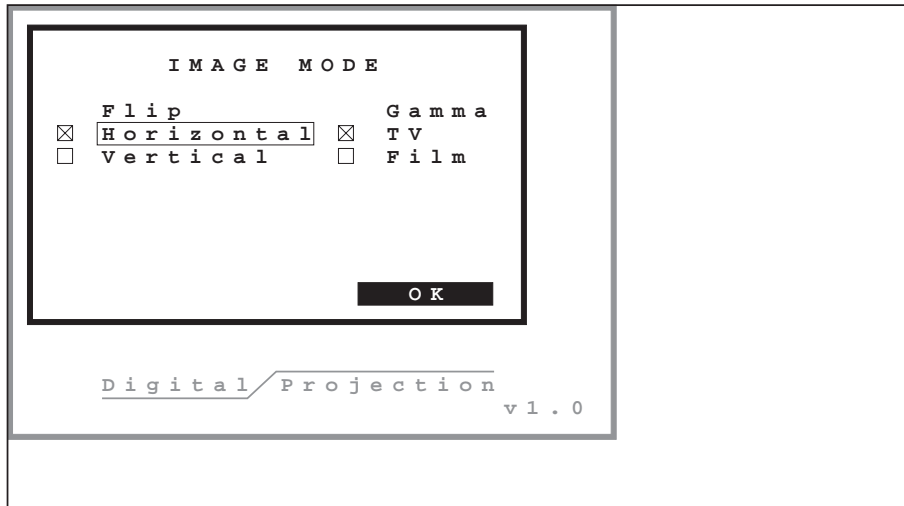 IMAGE MODE
Flip Gamma
Horizontal TV
Vertical Film
OK
Digital Projection
v1.0